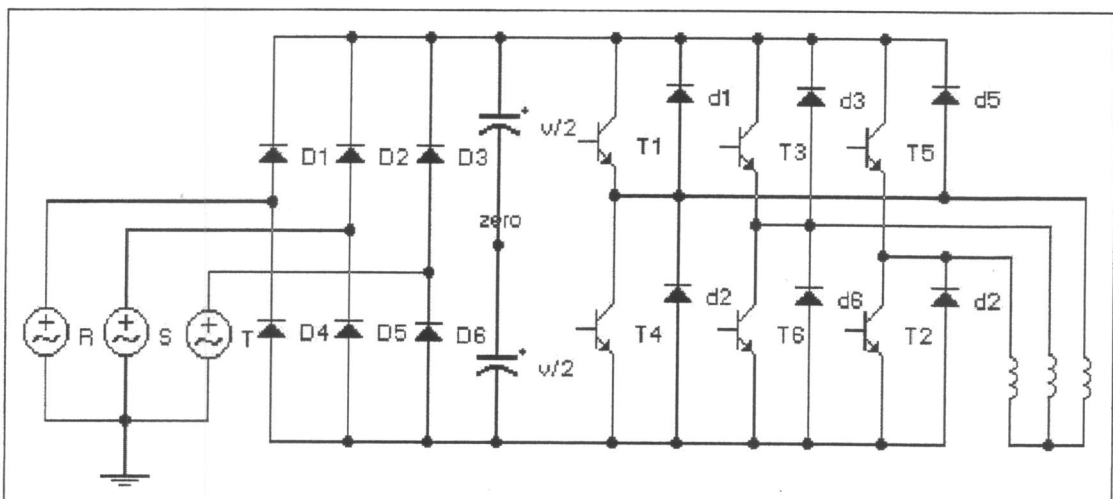 d1 d3 d5
v/2
D1 D2 D3 T1 T3 T5
zero
R S T D4 D5 D6 T4 d2 T6 d6 T2 d2
v/2